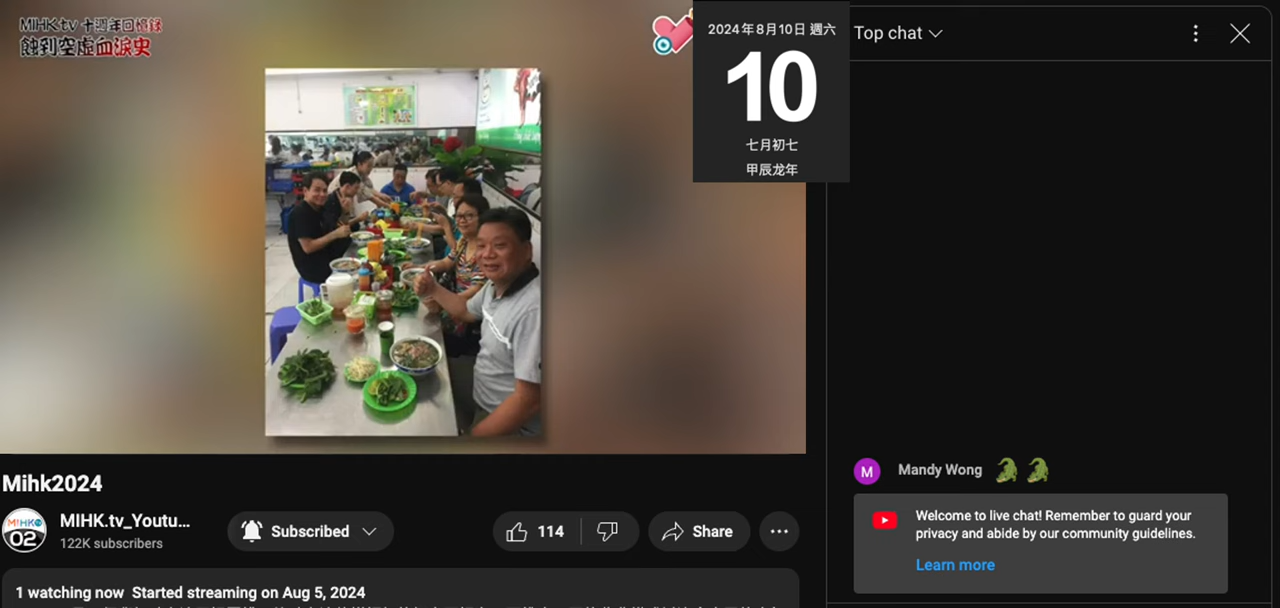 MIHK.tv 十週年回憶錄
蝕到空虛血淚史
2024年8月10日 週六
10
七月初七
甲辰龙年
Top chat
Mihk2024
MIHK.tv_Youtu...
122K subscribers
MIHK
02
Subscribed
114
Share
1 watching now Started streaming on Aug 5, 2024
M
Mandy Wong
Welcome to live chat! Remember to guard your
privacy and abide by our community guidelines.
Learn more